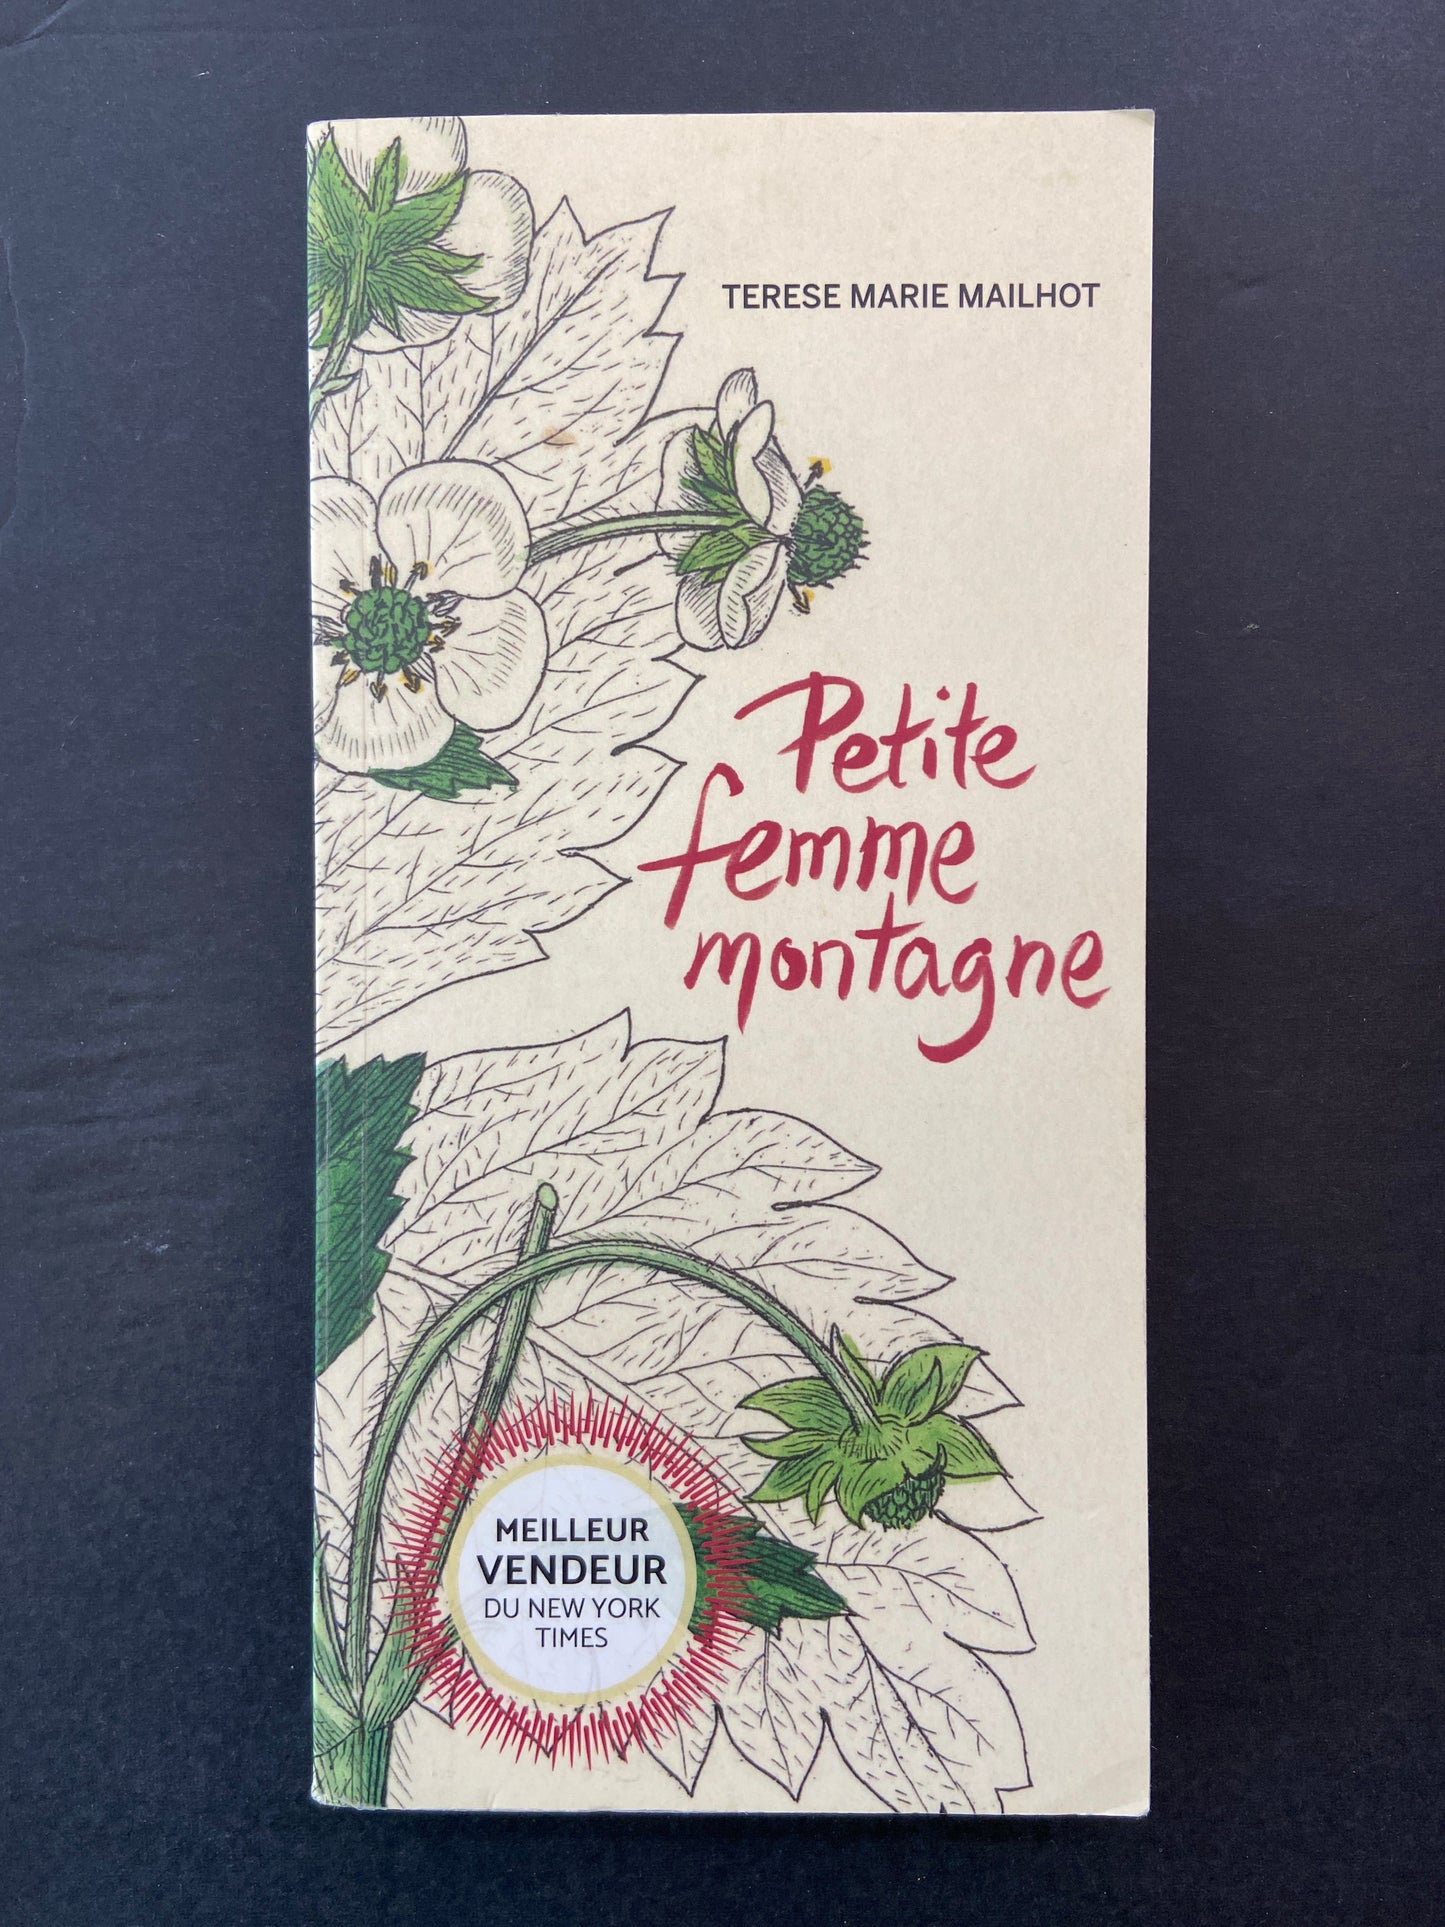 TERESE MARIE MAILHOT
Petite
femme
montagne
MEILLEUR
VENDEUR
DU NEW YORK
TIMES